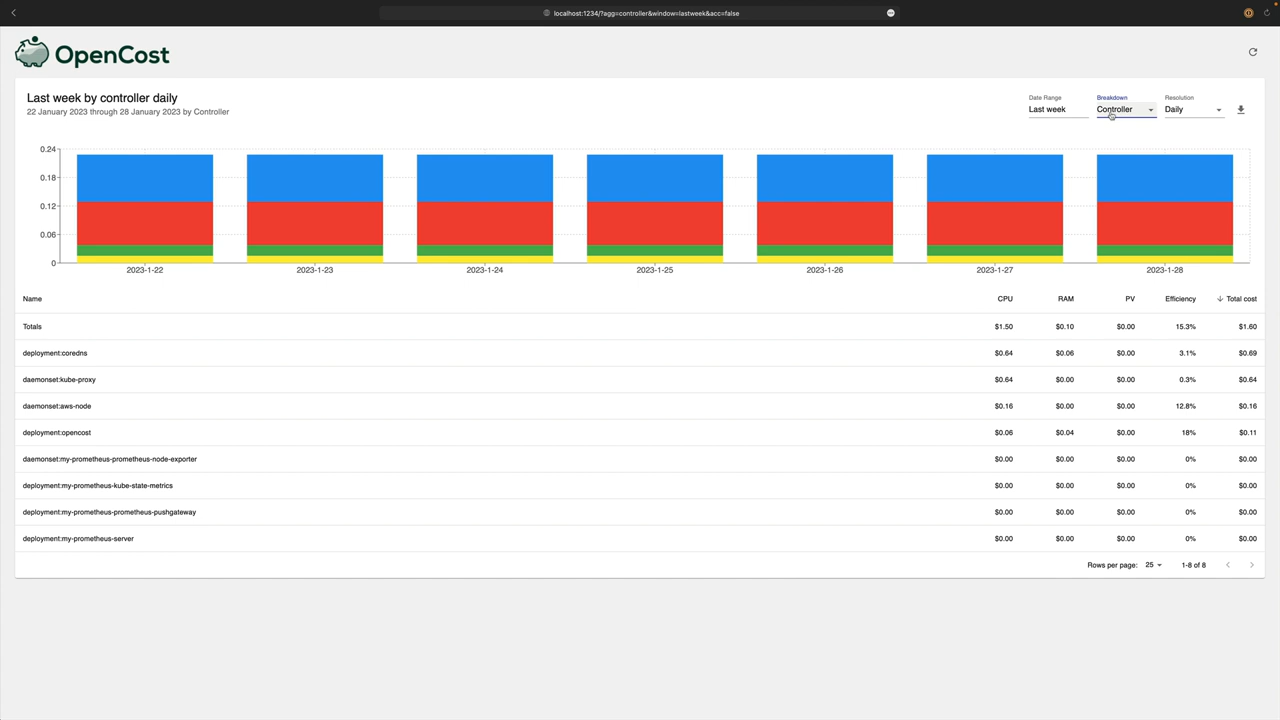 localhost:1234/?agg=controller&window=lastweek&acc=false
OpenCost
Last week by controller daily
22 January 2023 through 28 January 2023 by Controller
Date Range Breakdown Resolution
Last week Controller Daily
0.24
0.18
0.12
0.06
0
2023-1-22 2023-1-23 2023-1-24 2023-1-25 2023-1-26 2023-1-27 2023-1-28
Name CPU RAM PV Efficiency Total cost
Totals $1.50 $0.10 $0.00 15.3% $1.60
deployment:coredns $0.64 $0.06 $0.00 3.1% $0.69
daemonset:kube-proxy $0.64 $0.00 $0.00 0.3% $0.64
daemonset:aws-node $0.16 $0.00 $0.00 12.8% $0.16
deployment:opencost $0.06 $0.04 $0.00 18% $0.11
daemonset:my-prometheus-prometheus-node-exporter $0.00 $0.00 $0.00 0% $0.00
deployment:my-prometheus-kube-state-metrics $0.00 $0.00 $0.00 0% $0.00
deployment:my-prometheus-prometheus-pushgateway $0.00 $0.00 $0.00 0% $0.00
deployment:my-prometheus-server $0.00 $0.00 $0.00 0% $0.00
Rows per page: 25 1-8 of 8